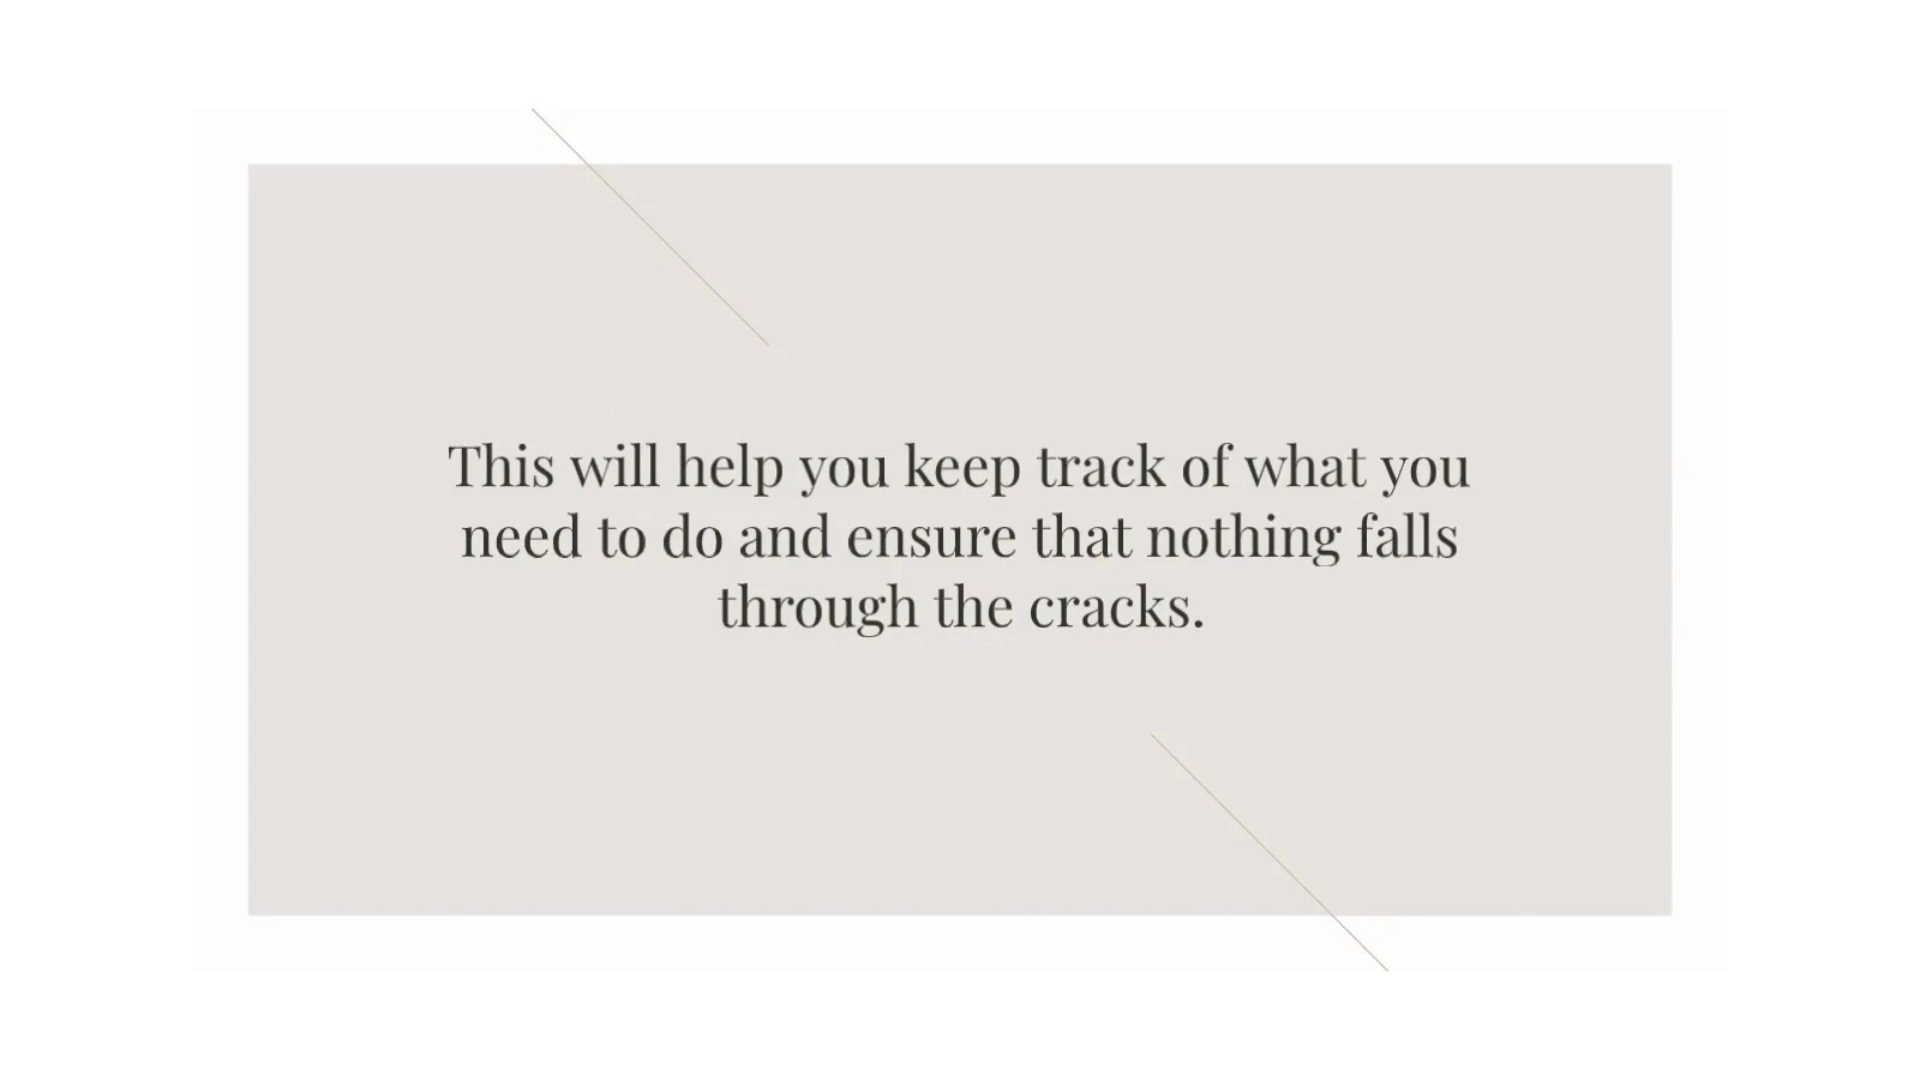 This will help you keep track of what you
need to do and ensure that nothing falls
through the cracks.